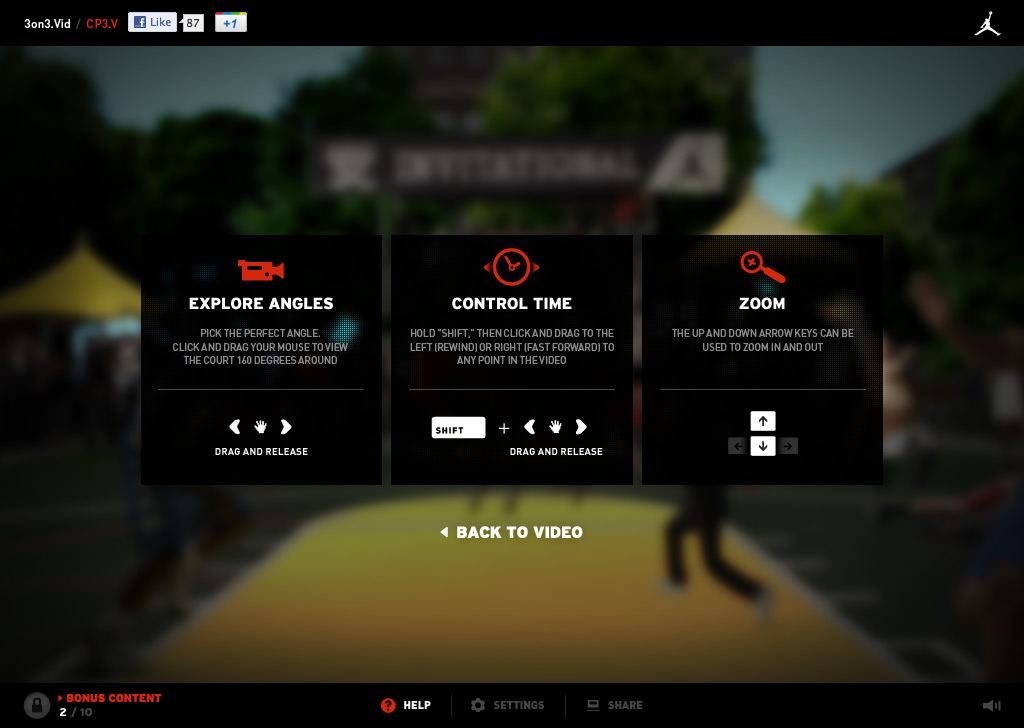 3on3.Vid / CP3.V Like 87 +1
INVITATIONAL
EXPLORE ANGLES
PICK THE PERFECT ANGLE.
CLICK AND DRAG YOUR MOUSE TO VIEW
THE COURT 160 DEGREES AROUND
DRAG AND RELEASE
CONTROL TIME
HOLD "SHIFT," THEN CLICK AND DRAG TO THE
LEFT (REWIND) OR RIGHT (FAST FORWARD) TO
ANY POINT IN THE VIDEO
SHIFT +
DRAG AND RELEASE
ZOOM
THE UP AND DOWN ARROW KEYS CAN BE
USED TO ZOOM IN AND OUT
BACK TO VIDEO
BONUS CONTENT
2 / 10
? HELP
SETTINGS
SHARE